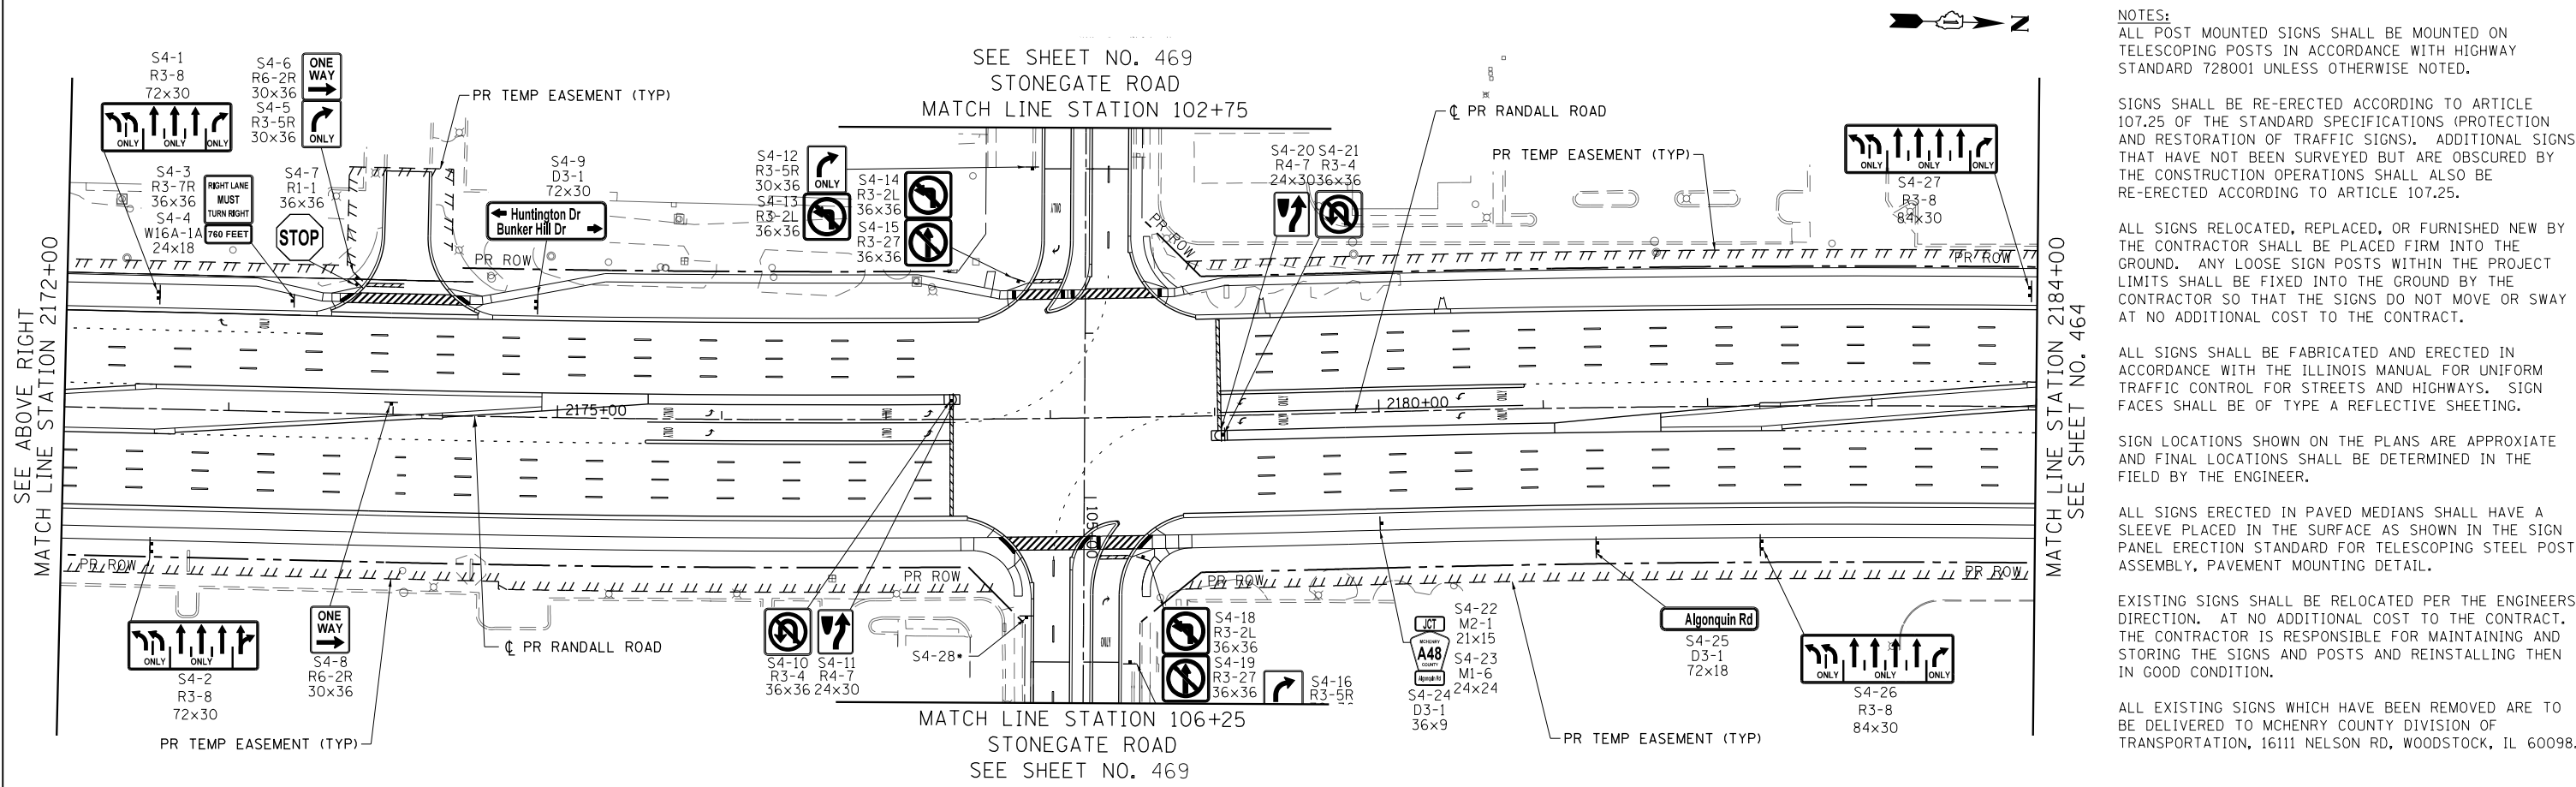 N
SEE SHEET NO. 469
STONEGATE ROAD
MATCH LINE STATION 102+75
S4-1
R3-8
72x30
ONLY ONLY ONLY
S4-6
R6-2R
30x36
ONE
WAY
S4-5
R3-5R
30x36
ONLY
PR TEMP EASEMENT (TYP)
S4-3
R3-7R
36x36
RIGHT LANE
MUST
TURN RIGHT
S4-4
W16A-1A
24x18
760 FEET
S4-7
R1-1
36x36
STOP
S4-9
D3-1
72x30
Huntington Dr
Bunker Hill Dr
S4-12
R3-5R
30x36
ONLY
S4-13
R3-2L
36x36
S4-14
R3-2L
36x36
S4-15
R3-27
36x36
℄ PR RANDALL ROAD
S4-20
R4-7
24x30
S4-21
R3-4
36x36
PR TEMP EASEMENT (TYP)
ONLY ONLY ONLY
S4-27
R3-8
84x30
PR ROW
PR ROW
PR ROW
SEE ABOVE RIGHT
MATCH LINE STATION 2172+00
MATCH LINE STATION 2184+00
SEE SHEET NO. 464
ONLY
ONLY
2175+00
ONLY
ONLY
ONLY
ONLY
ONLY
ONLY
2180+00
ONLY
ONLY
105+00
ONLY
PR ROW
PR ROW
PR ROW
PR ROW
ONLY ONLY
S4-2
R3-8
72x30
ONE
WAY
S4-8
R6-2R
30x36
℄ PR RANDALL ROAD
PR TEMP EASEMENT (TYP)
S4-10
R3-4
36x36
S4-11
R4-7
24x30
S4-28*
S4-18
R3-2L
36x36
S4-19
R3-27
36x36
S4-16
R3-5R
JCT
MCHENRY
A48
COUNTY
Algonquin Rd
S4-22
M2-1
21x15
S4-23
M1-6
24x24
S4-24
D3-1
36x9
Algonquin Rd
S4-25
D3-1
72x18
ONLY ONLY ONLY
S4-26
R3-8
84x30
PR TEMP EASEMENT (TYP)
MATCH LINE STATION 106+25
STONEGATE ROAD
SEE SHEET NO. 469
NOTES:
ALL POST MOUNTED SIGNS SHALL BE MOUNTED ON
TELESCOPING POSTS IN ACCORDANCE WITH HIGHWAY
STANDARD 728001 UNLESS OTHERWISE NOTED.
SIGNS SHALL BE RE-ERECTED ACCORDING TO ARTICLE
107.25 OF THE STANDARD SPECIFICATIONS (PROTECTION
AND RESTORATION OF TRAFFIC SIGNS). ADDITIONAL SIGNS
THAT HAVE NOT BEEN SURVEYED BUT ARE OBSCURED BY
THE CONSTRUCTION OPERATIONS SHALL ALSO BE
RE-ERECTED ACCORDING TO ARTICLE 107.25.
ALL SIGNS RELOCATED, REPLACED, OR FURNISHED NEW BY
THE CONTRACTOR SHALL BE PLACED FIRM INTO THE
GROUND. ANY LOOSE SIGN POSTS WITHIN THE PROJECT
LIMITS SHALL BE FIXED INTO THE GROUND BY THE
CONTRACTOR SO THAT THE SIGNS DO NOT MOVE OR SWAY
AT NO ADDITIONAL COST TO THE CONTRACT.
ALL SIGNS SHALL BE FABRICATED AND ERECTED IN
ACCORDANCE WITH THE ILLINOIS MANUAL FOR UNIFORM
TRAFFIC CONTROL FOR STREETS AND HIGHWAYS. SIGN
FACES SHALL BE OF TYPE A REFLECTIVE SHEETING.
SIGN LOCATIONS SHOWN ON THE PLANS ARE APPROXIATE
AND FINAL LOCATIONS SHALL BE DETERMINED IN THE
FIELD BY THE ENGINEER.
ALL SIGNS ERECTED IN PAVED MEDIANS SHALL HAVE A
SLEEVE PLACED IN THE SURFACE AS SHOWN IN THE SIGN
PANEL ERECTION STANDARD FOR TELESCOPING STEEL POST
ASSEMBLY, PAVEMENT MOUNTING DETAIL.
EXISTING SIGNS SHALL BE RELOCATED PER THE ENGINEERS
DIRECTION. AT NO ADDITIONAL COST TO THE CONTRACT.
THE CONTRACTOR IS RESPONSIBLE FOR MAINTAINING AND
STORING THE SIGNS AND POSTS AND REINSTALLING THEN
IN GOOD CONDITION.
ALL EXISTING SIGNS WHICH HAVE BEEN REMOVED ARE TO
BE DELIVERED TO MCHENRY COUNTY DIVISION OF
TRANSPORTATION, 16111 NELSON RD, WOODSTOCK, IL 60098.